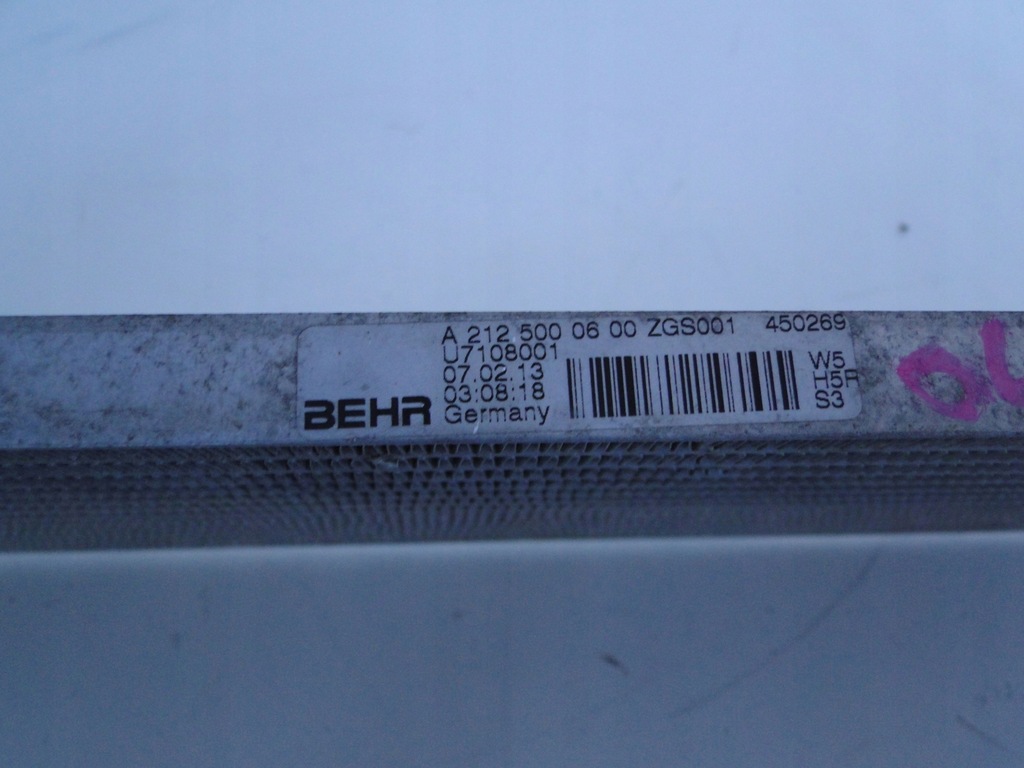 A 212 500 06 00 ZGS001 450269
U7108001
07.02.13
03:08:18
BEHR Germany
W5
H5R
S3